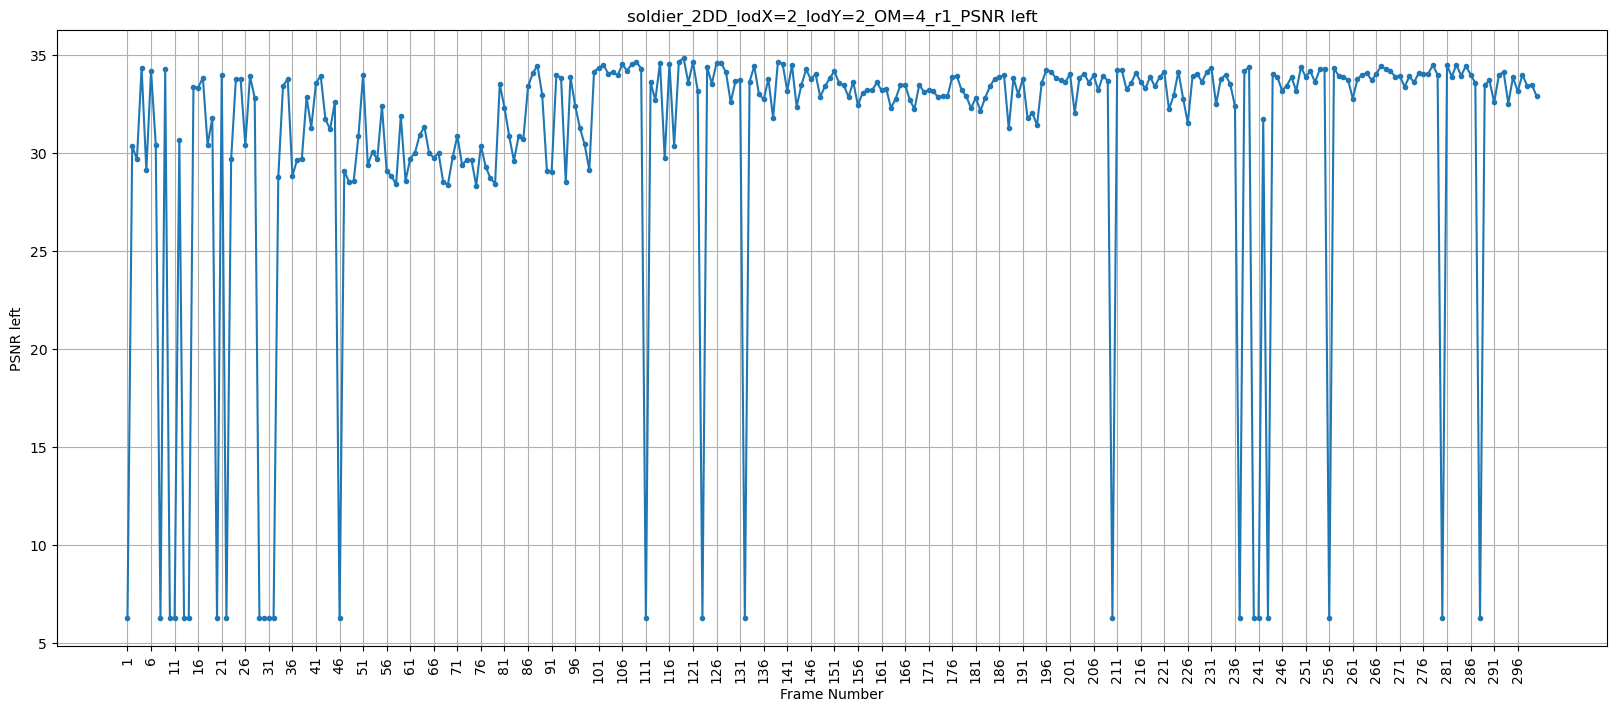 soldier_2DD_lodX=2_lodY=2_OM=4_r1_PSNR left
PSNR left
35
30
25
20
15
10
5
1 6 11 16 21 26 31 36 41 46 51 56 61 66 71 76 81 86 91 96 101 106 111 116 121 126 131 136 141 146 151 156 161 166 171 176 181 186 191 196 201 206 211 216 221 226 231 236 241 246 251 256 261 266 271 276 281 286 291 296
Frame Number